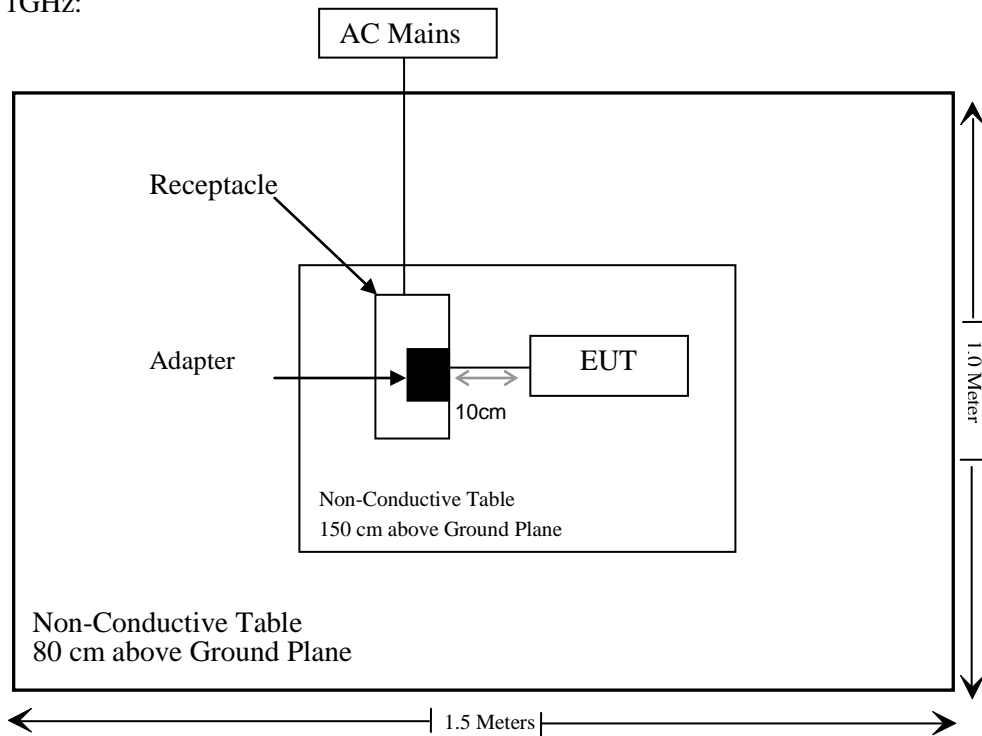 1GHz:
AC Mains
Receptacle
Adapter
EUT
10cm
1.0 Meter
Non-Conductive Table
150 cm above Ground Plane
Non-Conductive Table
80 cm above Ground Plane
1.5 Meters